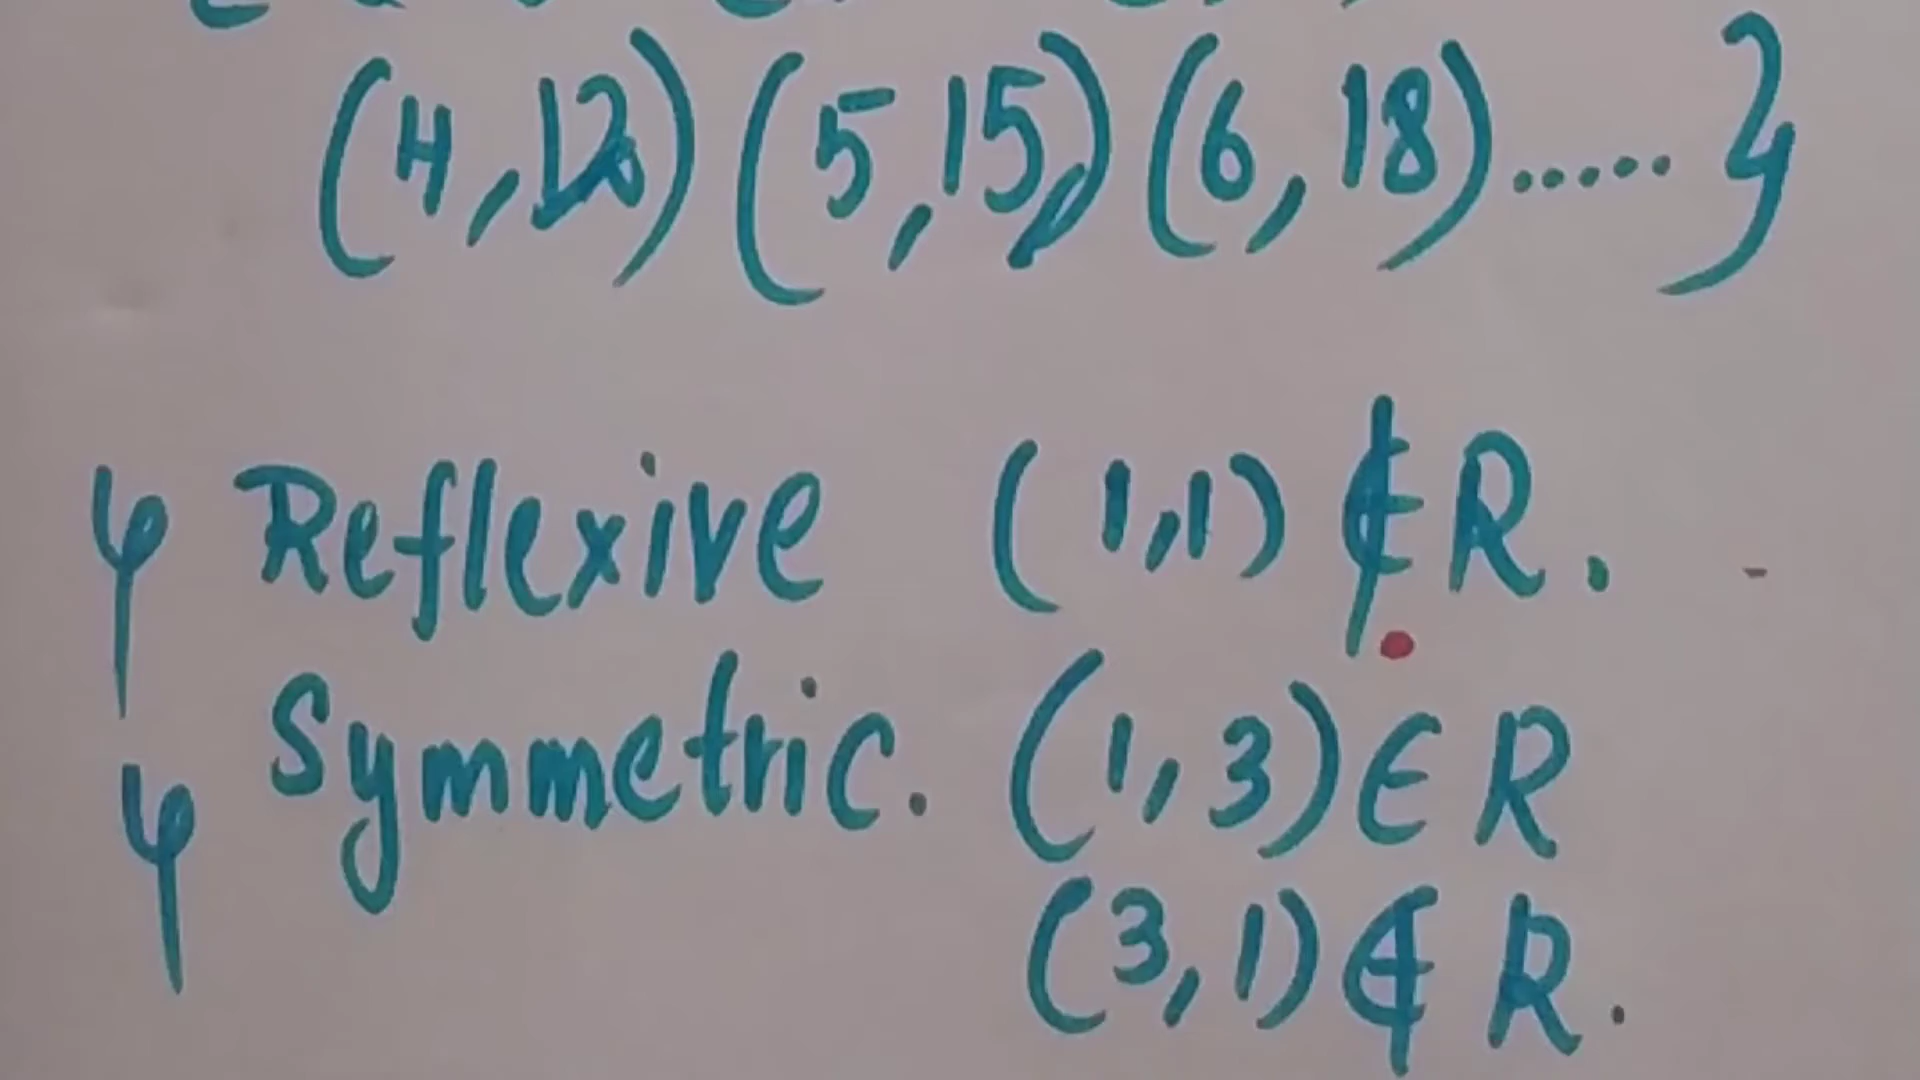 (4,12) (5,15) (6,18) ..... }
φ Reflexive (1,1) ∉ R.
φ Symmetric. (1,3) ∈ R
(3,1) ∉ R.